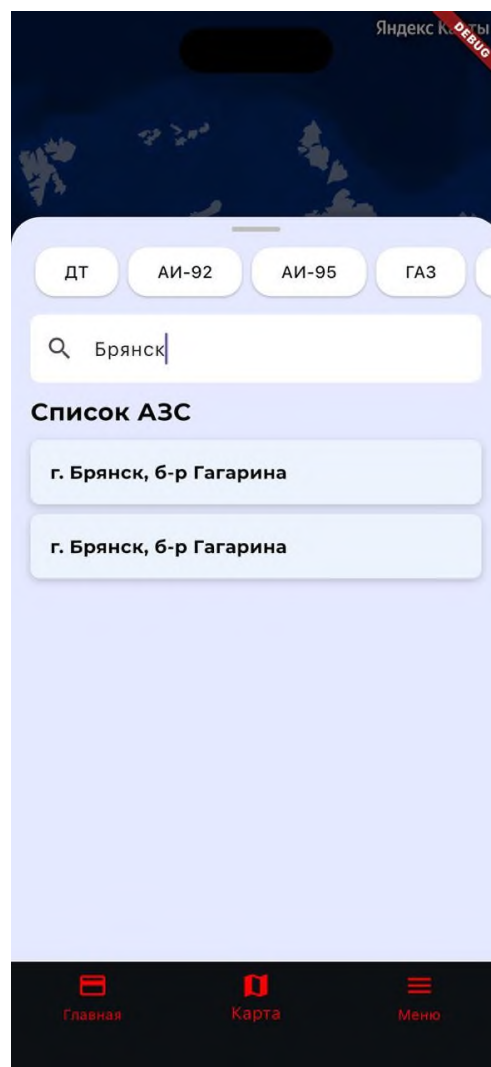 Яндекс Карты
DEBUG
ДТ АИ-92 АИ-95 ГАЗ
Брянск
Список АЗС
г. Брянск, б-р Гагарина
г. Брянск, б-р Гагарина
Главная Карта Меню